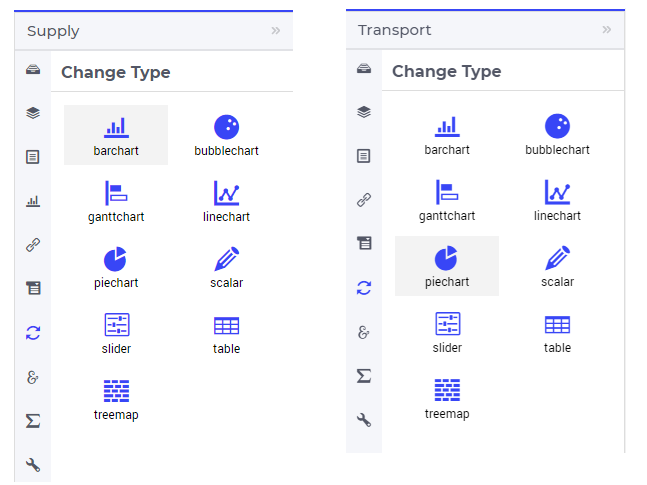 Supply »
Change Type
barchart bubblechart
ganttchart linechart
piechart scalar
slider table
treemap
Transport »
Change Type
barchart bubblechart
ganttchart linechart
piechart scalar
slider table
treemap